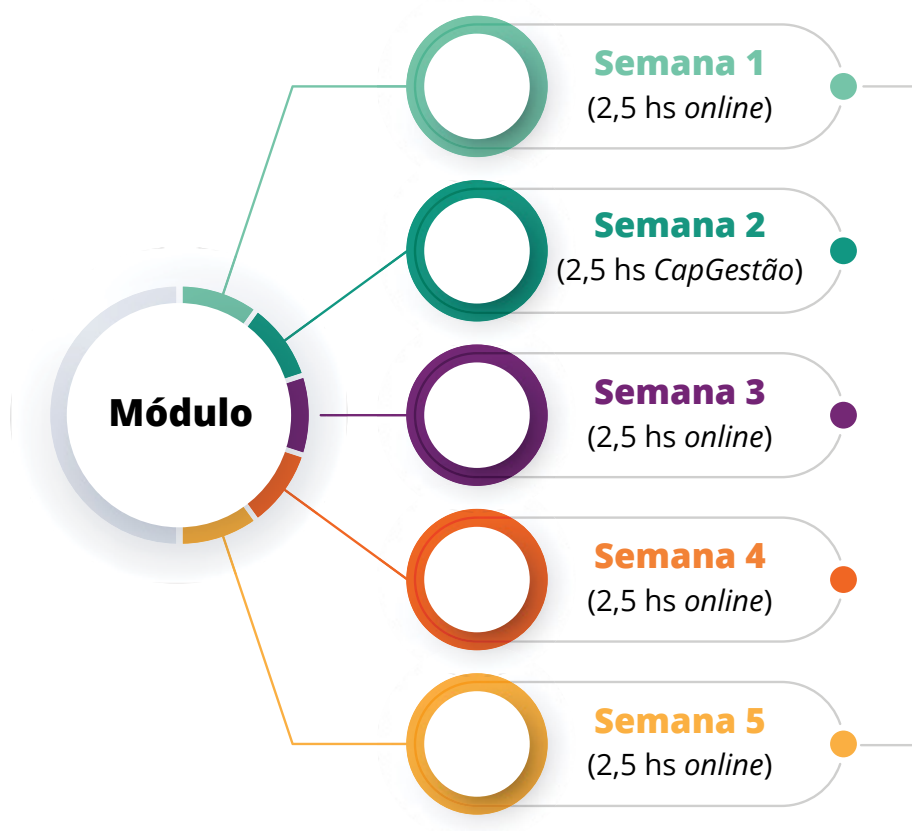 Semana 1
(2,5 hs online)
Semana 2
(2,5 hs CapGestão)
Módulo
Semana 3
(2,5 hs online)
Semana 4
(2,5 hs online)
Semana 5
(2,5 hs online)